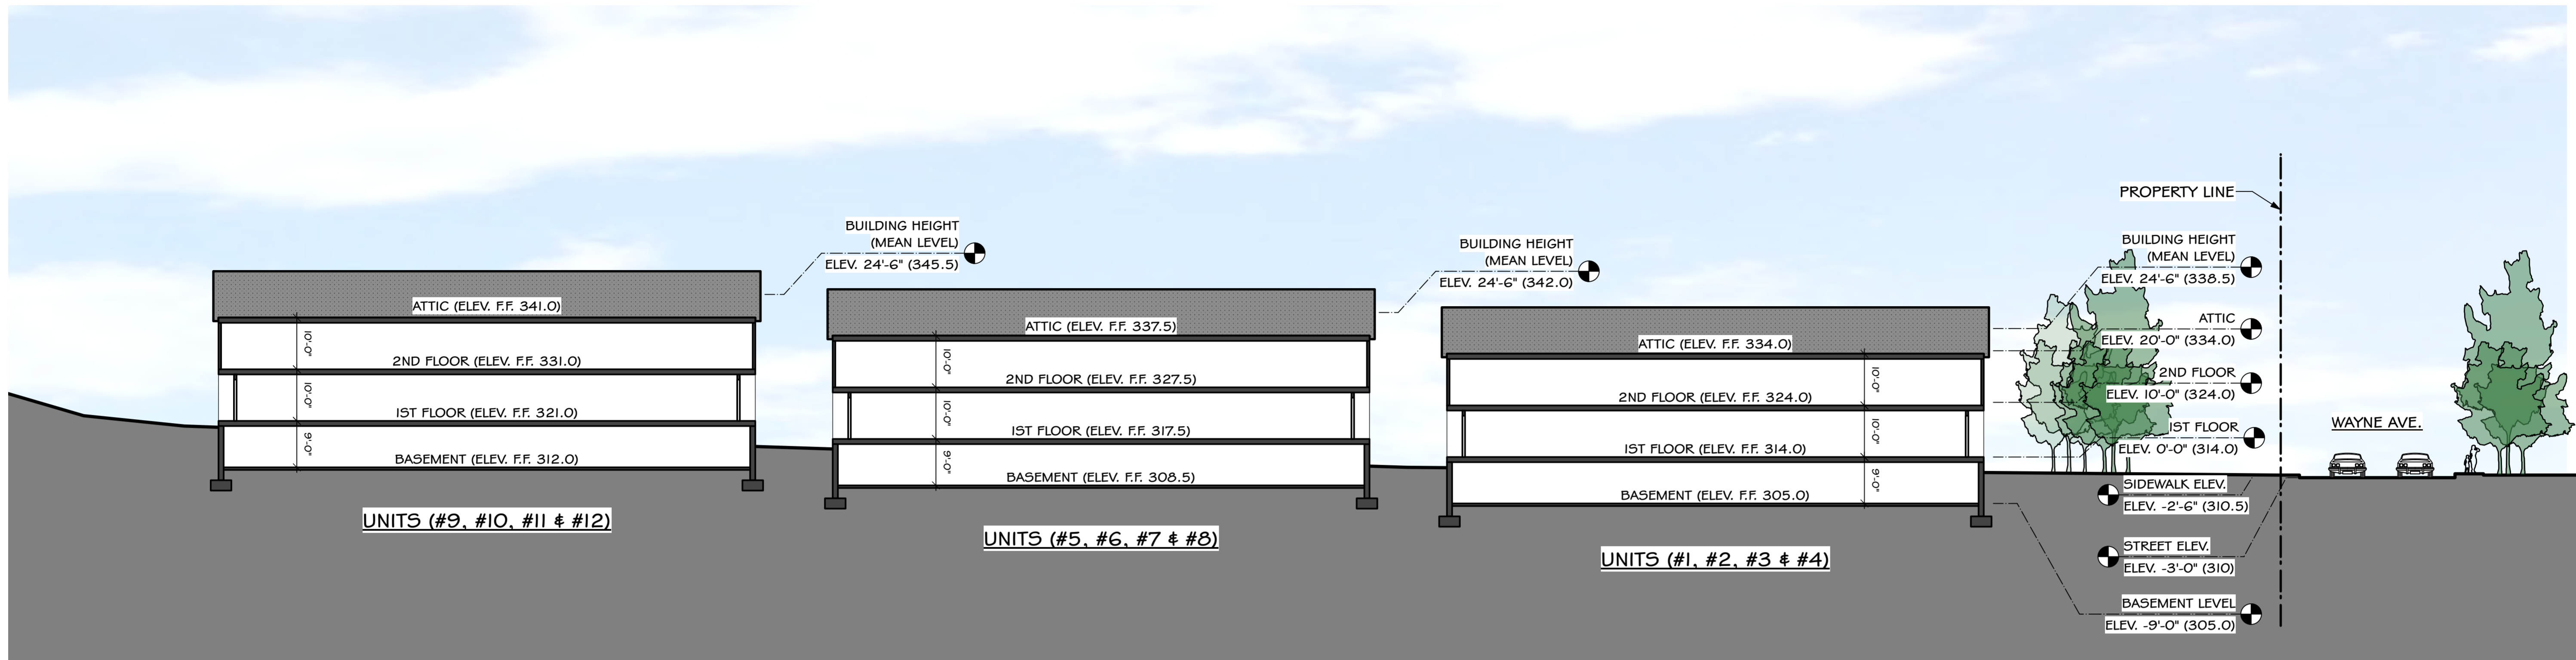 BUILDING HEIGHT
(MEAN LEVEL)
ELEV. 24'-6" (345.5)
ATTIC (ELEV. F.F. 341.0)
10'-0"
2ND FLOOR (ELEV. F.F. 331.0)
10'-0"
1ST FLOOR (ELEV. F.F. 321.0)
9'-0"
BASEMENT (ELEV. F.F. 312.0)
UNITS (#9, #10, #11 & #12)
BUILDING HEIGHT
(MEAN LEVEL)
ELEV. 24'-6" (342.0)
ATTIC (ELEV. F.F. 337.5)
10'-0"
2ND FLOOR (ELEV. F.F. 327.5)
10'-0"
1ST FLOOR (ELEV. F.F. 317.5)
9'-0"
BASEMENT (ELEV. F.F. 308.5)
UNITS (#5, #6, #7 & #8)
ATTIC (ELEV. F.F. 334.0)
10'-0"
2ND FLOOR (ELEV. F.F. 324.0)
10'-0"
1ST FLOOR (ELEV. F.F. 314.0)
9'-0"
BASEMENT (ELEV. F.F. 305.0)
UNITS (#1, #2, #3 & #4)
PROPERTY LINE
BUILDING HEIGHT
(MEAN LEVEL)
ELEV. 24'-6" (338.5)
ATTIC
ELEV. 20'-0" (334.0)
2ND FLOOR
ELEV. 10'-0" (324.0)
1ST FLOOR
ELEV. 0'-0" (314.0)
SIDEWALK ELEV.
ELEV. -2'-6" (310.5)
STREET ELEV.
ELEV. -3'-0" (310)
BASEMENT LEVEL
ELEV. -9'-0" (305.0)
WAYNE AVE.